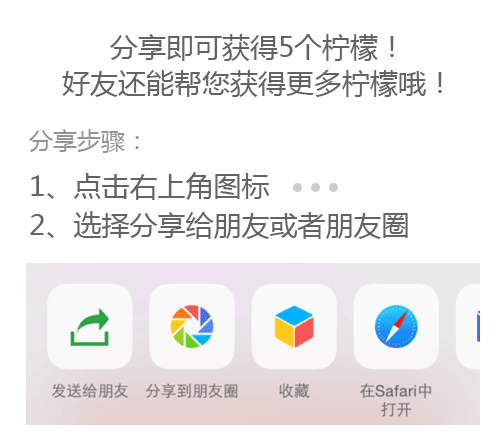 分享即可获得5个柠檬！
好友还能帮您获得更多柠檬哦！
分享步骤：
1、点击右上角图标
2、选择分享给朋友或者朋友圈
发送给朋友
分享到朋友圈
收藏
在Safari中
打开